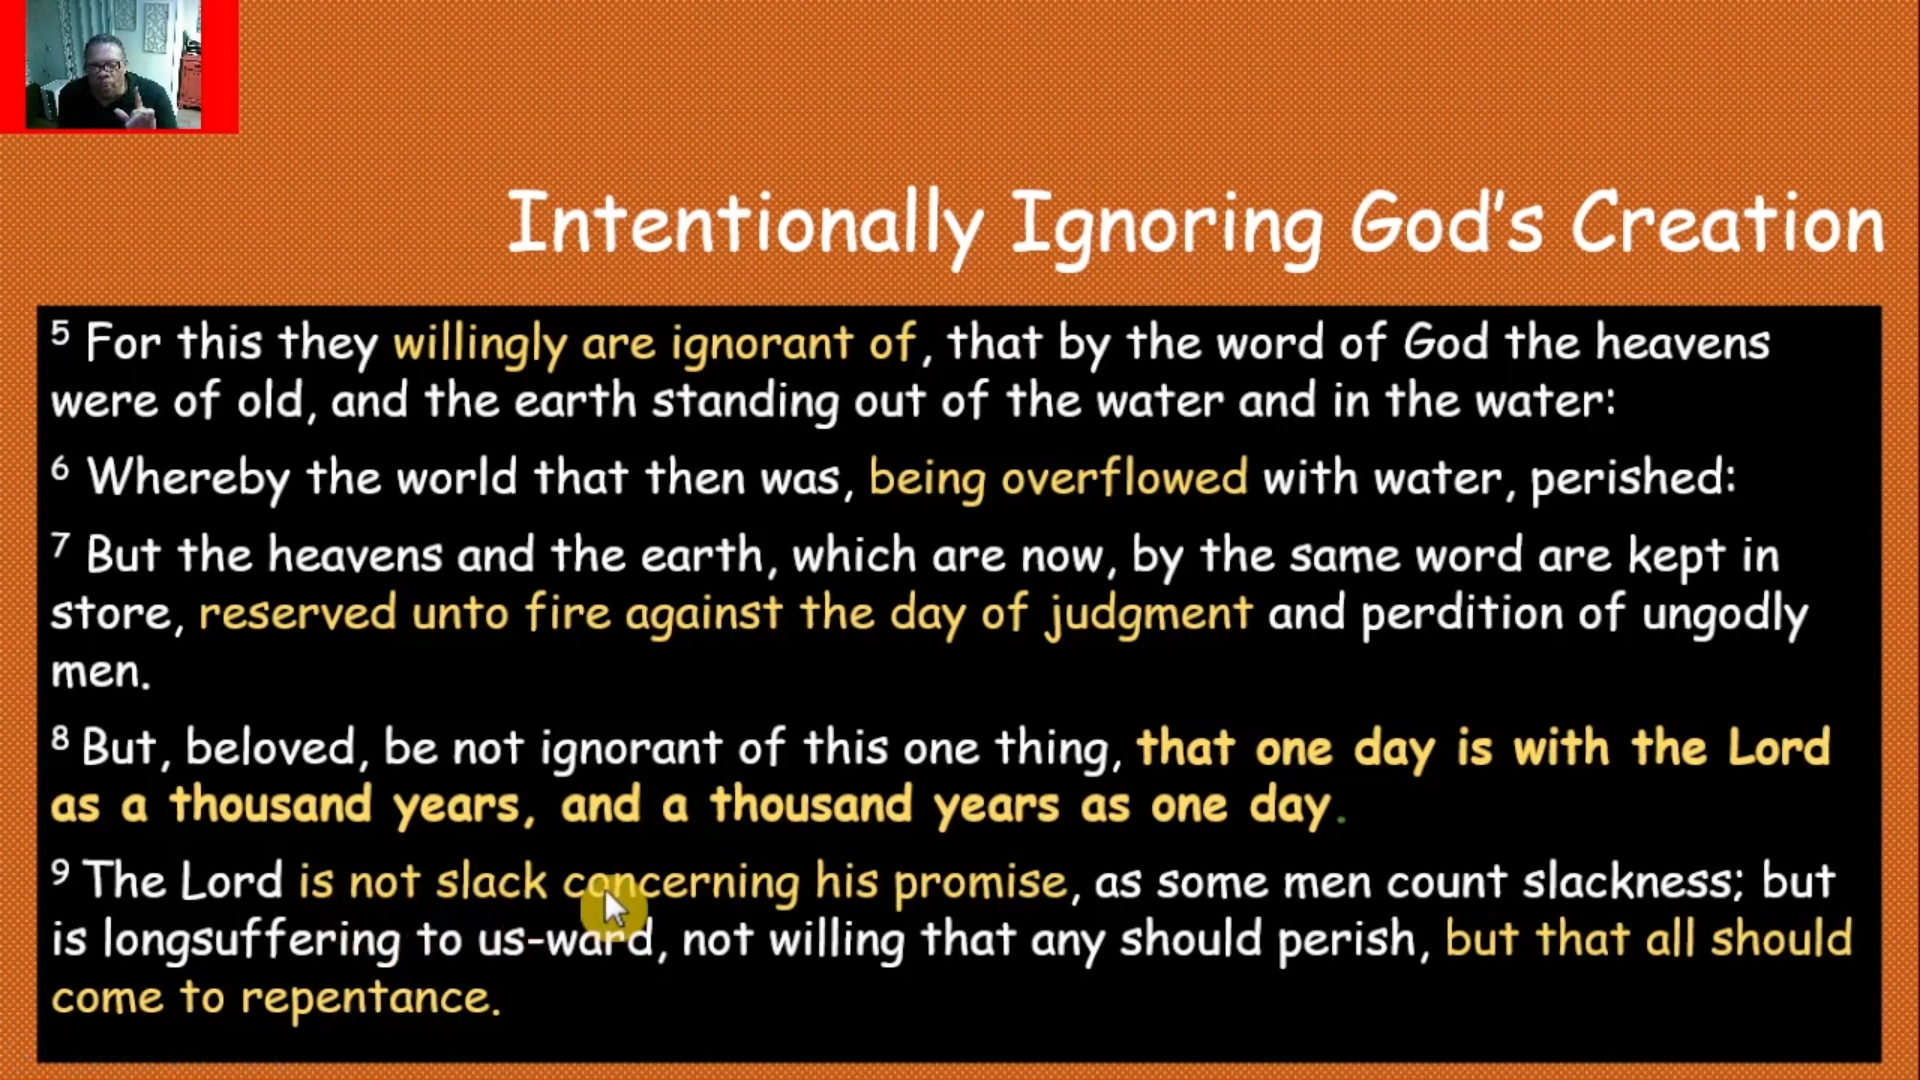 Intentionally Ignoring God's Creation
5 For this they willingly are ignorant of, that by the word of God the heavens
were of old, and the earth standing out of the water and in the water:
6 Whereby the world that then was, being overflowed with water, perished:
7 But the heavens and the earth, which are now, by the same word are kept in
store, reserved unto fire against the day of judgment and perdition of ungodly
men.
8 But, beloved, be not ignorant of this one thing, that one day is with the Lord
as a thousand years, and a thousand years as one day.
9 The Lord is not slack concerning his promise, as some men count slackness; but
is longsuffering to us-ward, not willing that any should perish, but that all should
come to repentance.